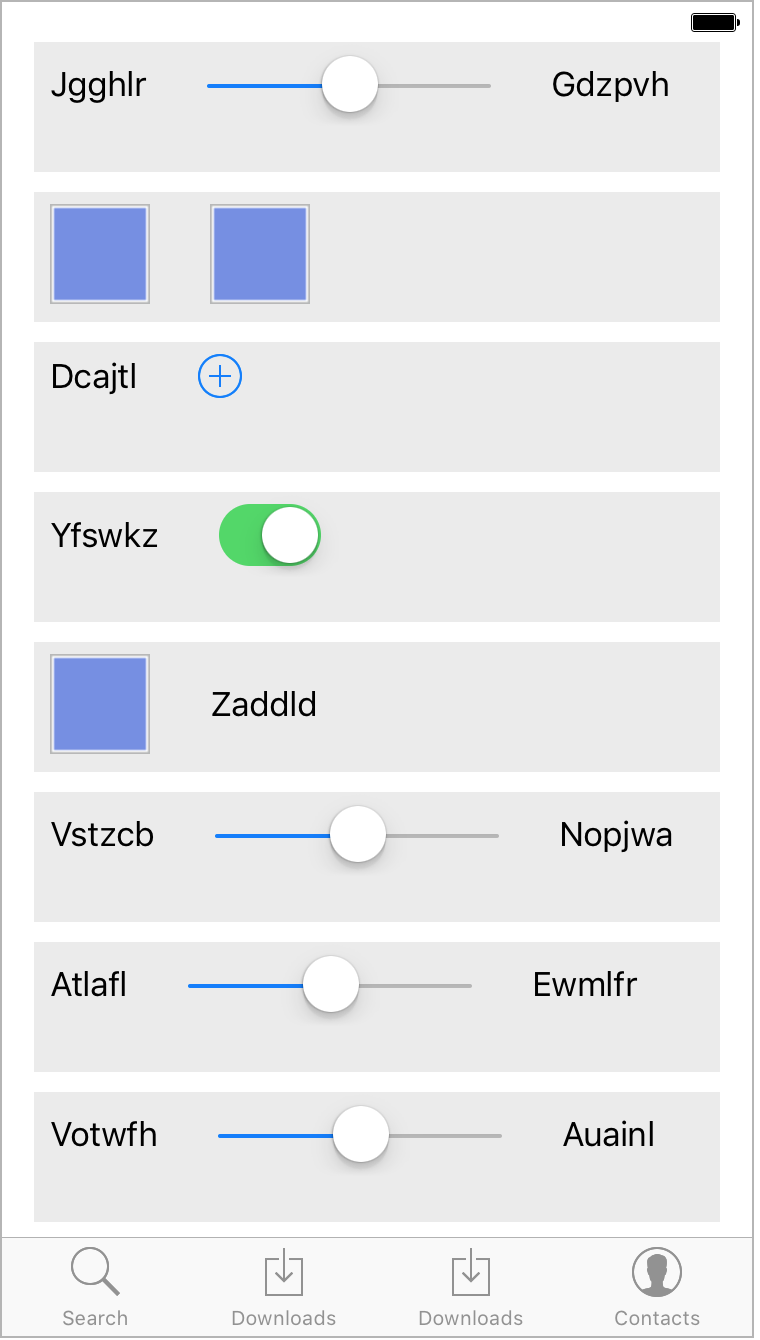 Jgghlr Gdzpvh
Dcajtl
Yfswkz
Zaddld
Vstzcb Nopjwa
Atlafl Ewmlfr
Votwfh Auainl
Search Downloads Downloads Contacts